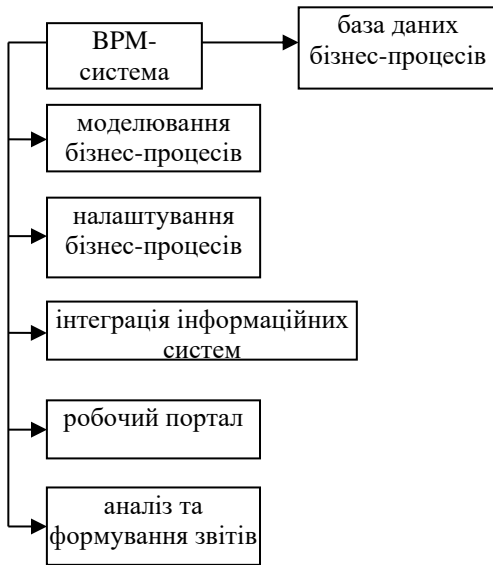 BPM-
система
база даних
бізнес-процесів
моделювання
бізнес-процесів
налаштування
бізнес-процесів
інтеграція інформаційних
систем
робочий портал
аналіз та
формування звітів